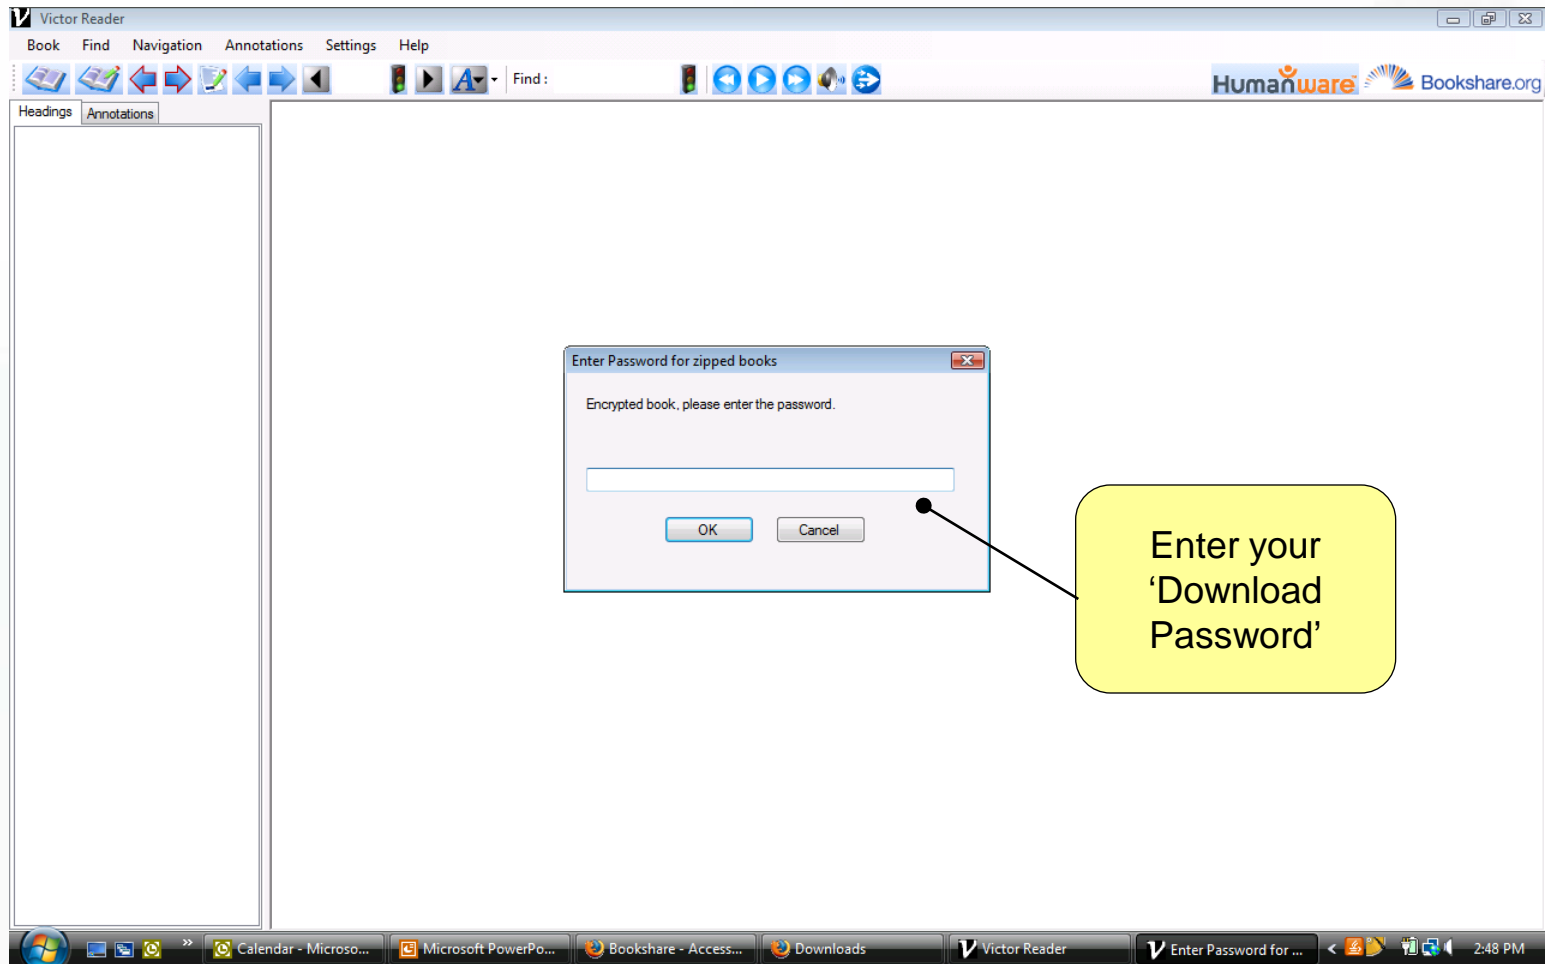 Victor Reader
Book Find Navigation Annotations Settings Help
Find :
Humanware Bookshare.org
Headings Annotations
Enter Password for zipped books
Encrypted book, please enter the password.
OK Cancel
Enter your
‘Download
Password’
Calendar - Microso... Microsoft PowerPo... Bookshare - Access... Downloads Victor Reader Enter Password for ... 2:48 PM